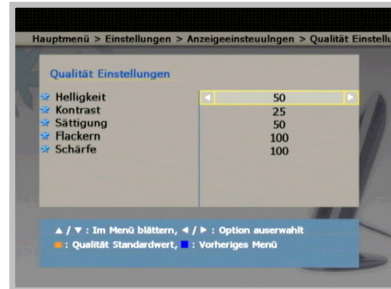 Hauptmenü > Einstellungen > Anzeigeeinsteuulngen > Qualität Einstellu
Qualität Einstellungen
Helligkeit 50
Kontrast 25
Sättigung 50
Flackern 100
Schärfe 100
▲ / ▼ : Im Menü blättern, ◄ / ► : Option auserwahlt
: Qualität Standardwert, : Vorheriges Menü